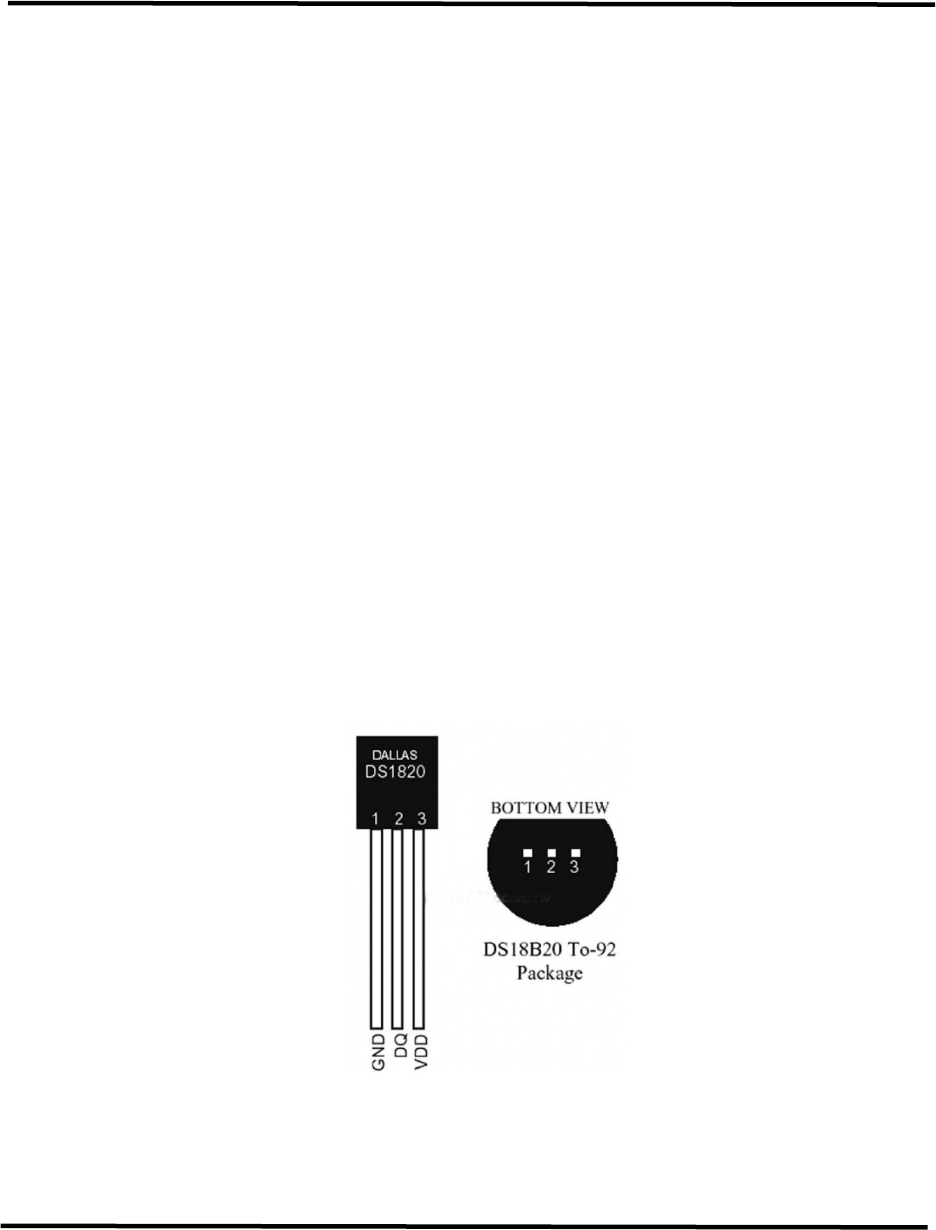 DALLAS
DS1820
1 2 3
GND
DQ
VDD
BOTTOM VIEW
1 2 3
DS18B20 To-92
Package